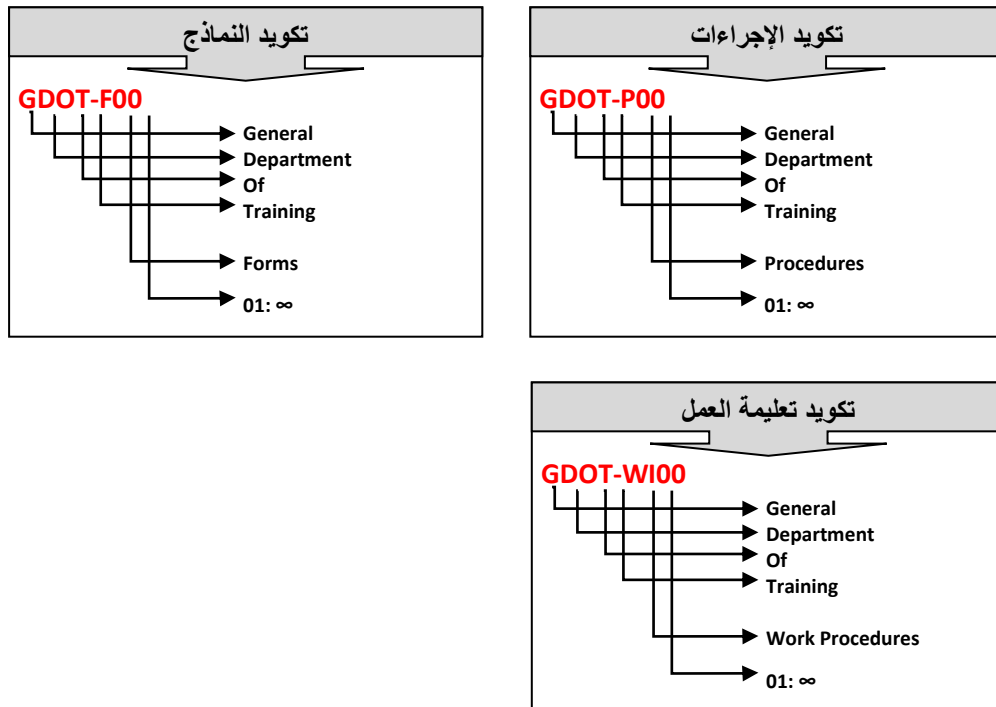 تكويد الإجراءات
GDOT-P00
General
Department
Of
Training
Procedures
01: ∞
تكويد النماذج
GDOT-F00
General
Department
Of
Training
Forms
01: ∞
تكويد تعليمة العمل
GDOT-WI00
General
Department
Of
Training
Work Procedures
01: ∞